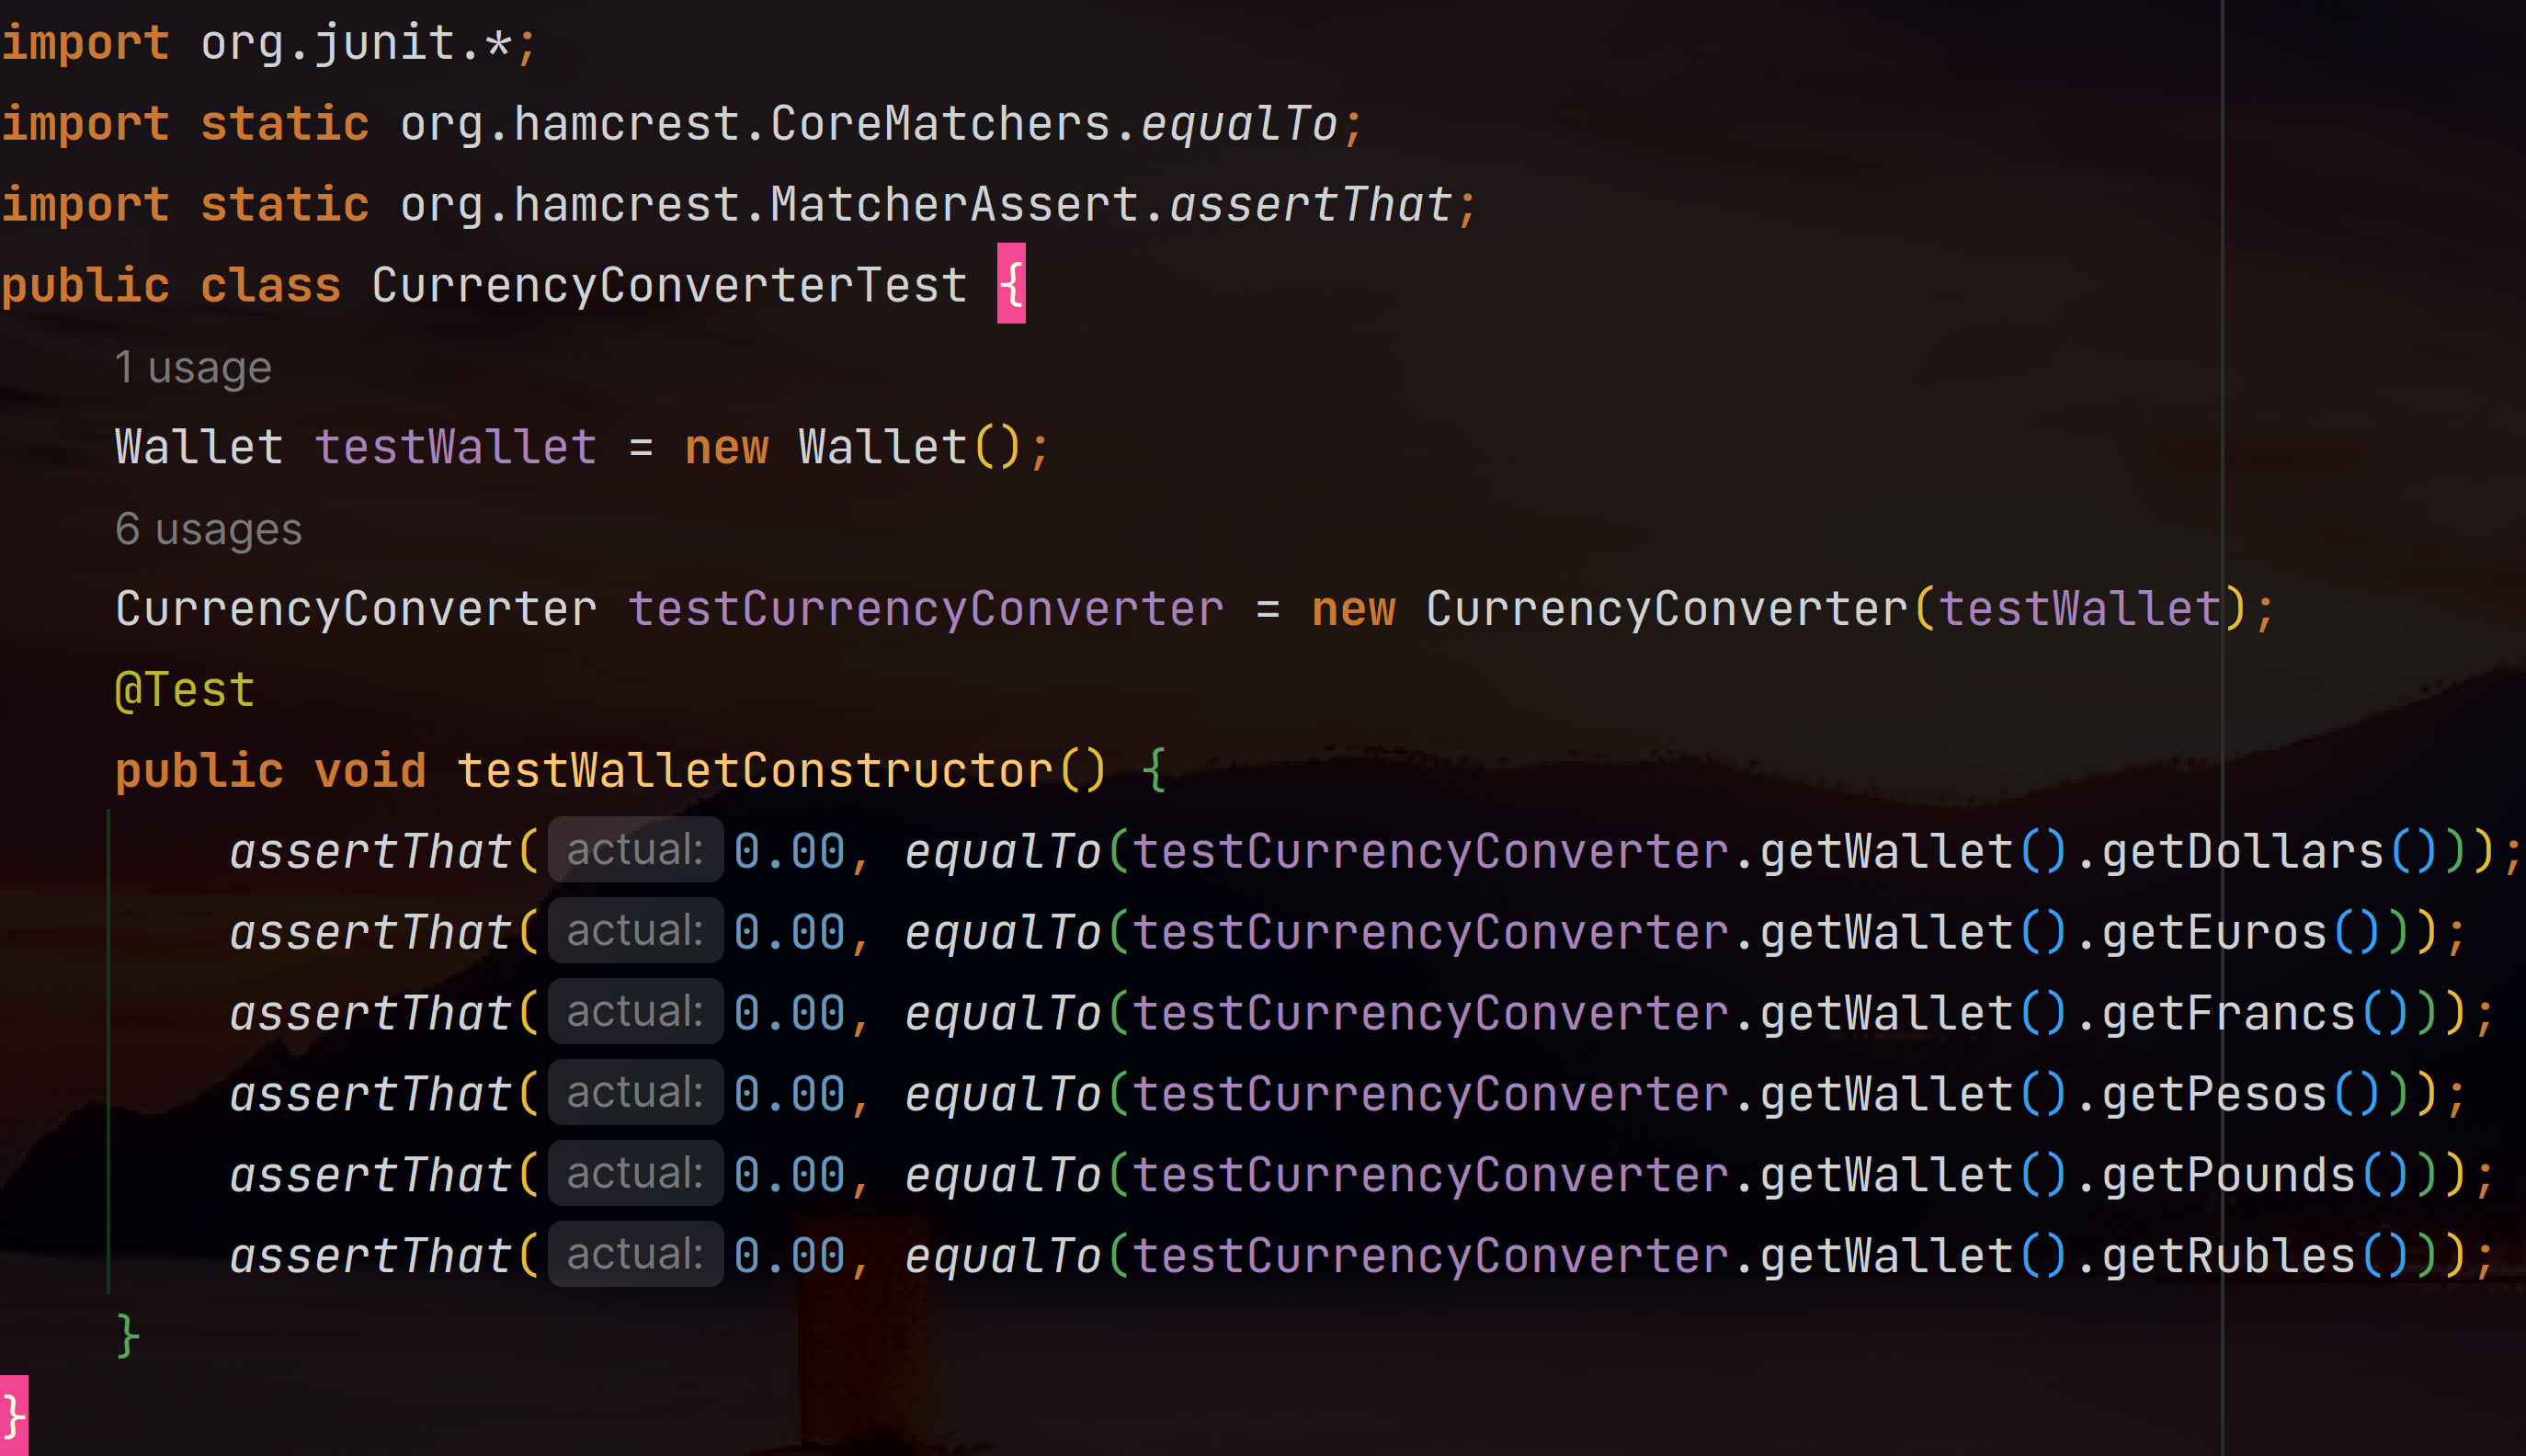 import org.junit.*;
import static org.hamcrest.CoreMatchers.equalTo;
import static org.hamcrest.MatcherAssert.assertThat;
public class CurrencyConverterTest {
1 usage
Wallet testWallet = new Wallet();
6 usages
CurrencyConverter testCurrencyConverter = new CurrencyConverter(testWallet);
@Test
public void testWalletConstructor() {
assertThat( actual: 0.00, equalTo(testCurrencyConverter.getWallet().getDollars()));
assertThat( actual: 0.00, equalTo(testCurrencyConverter.getWallet().getEuros()));
assertThat( actual: 0.00, equalTo(testCurrencyConverter.getWallet().getFrancs()));
assertThat( actual: 0.00, equalTo(testCurrencyConverter.getWallet().getPesos()));
assertThat( actual: 0.00, equalTo(testCurrencyConverter.getWallet().getPounds()));
assertThat( actual: 0.00, equalTo(testCurrencyConverter.getWallet().getRubles()));
}
}